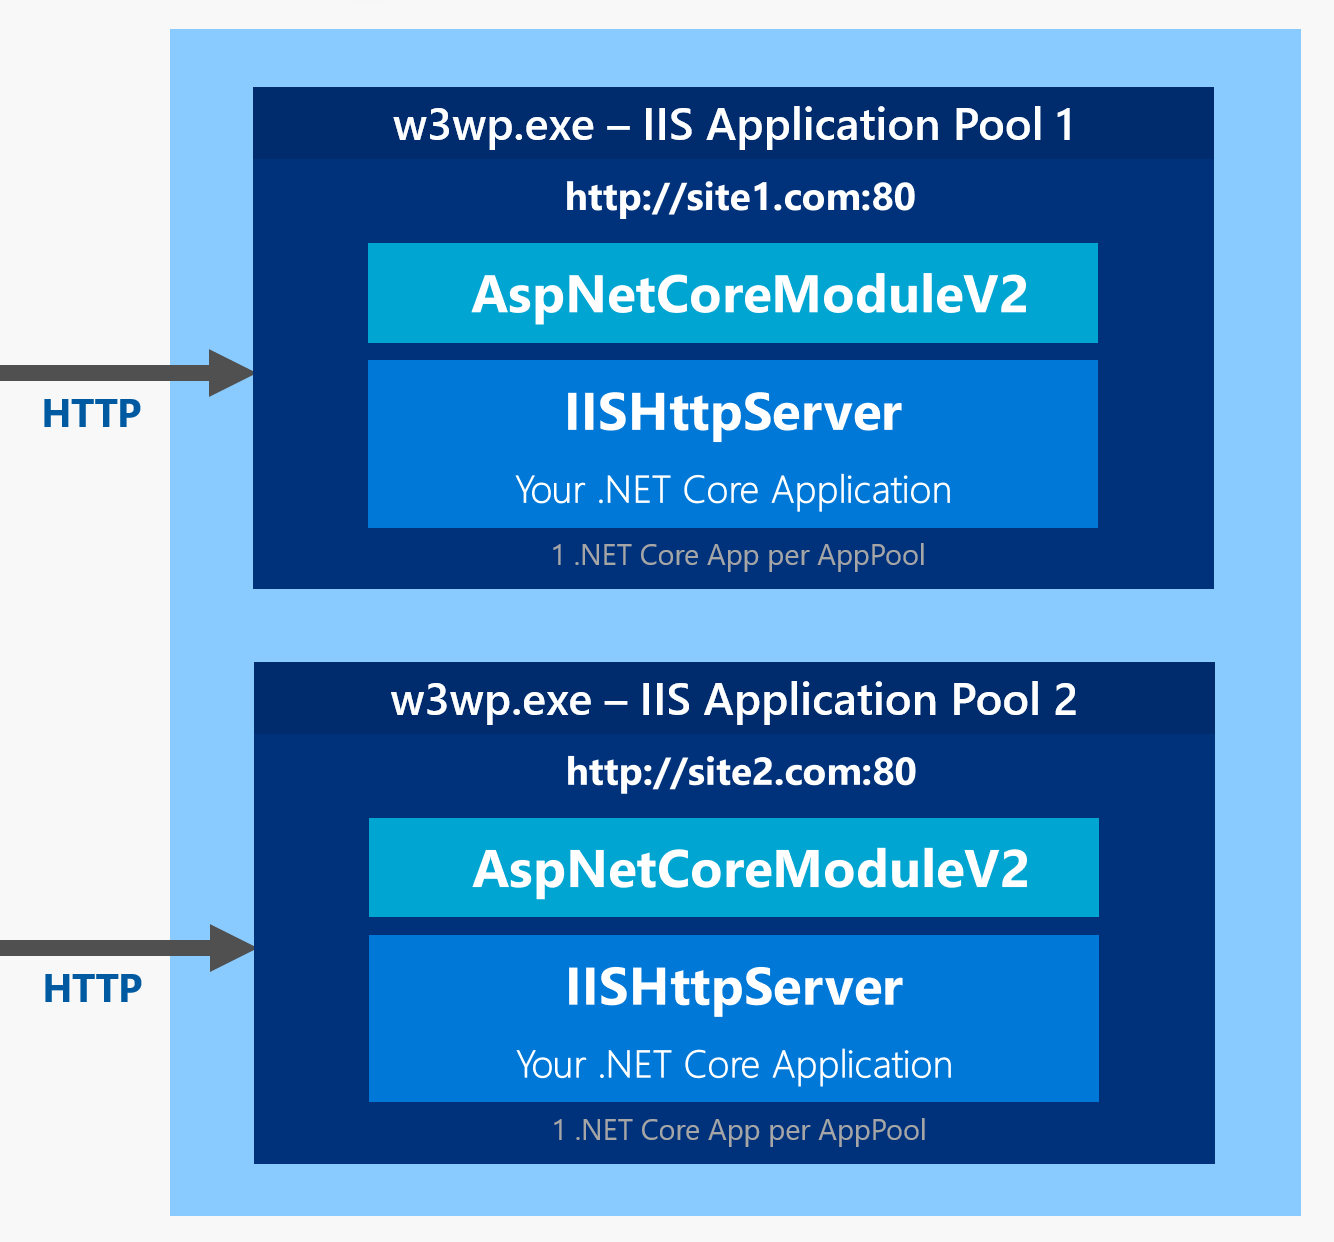 w3wp.exe – IIS Application Pool 1
http://site1.com:80
AspNetCoreModuleV2
HTTP
IISHttpServer
Your .NET Core Application
1 .NET Core App per AppPool
w3wp.exe – IIS Application Pool 2
http://site2.com:80
AspNetCoreModuleV2
HTTP
IISHttpServer
Your .NET Core Application
1 .NET Core App per AppPool